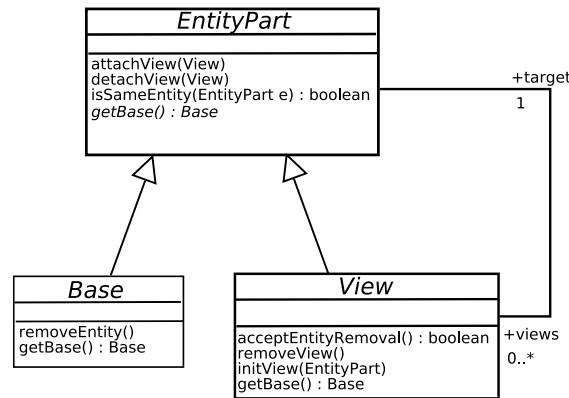 EntityPart
attachView(View)
detachView(View)
isSameEntity(EntityPart e) : boolean
getBase() : Base
+target
1
Base
removeEntity()
getBase() : Base
View
acceptEntityRemoval() : boolean
removeView()
initView(EntityPart)
getBase() : Base
+views
0..*